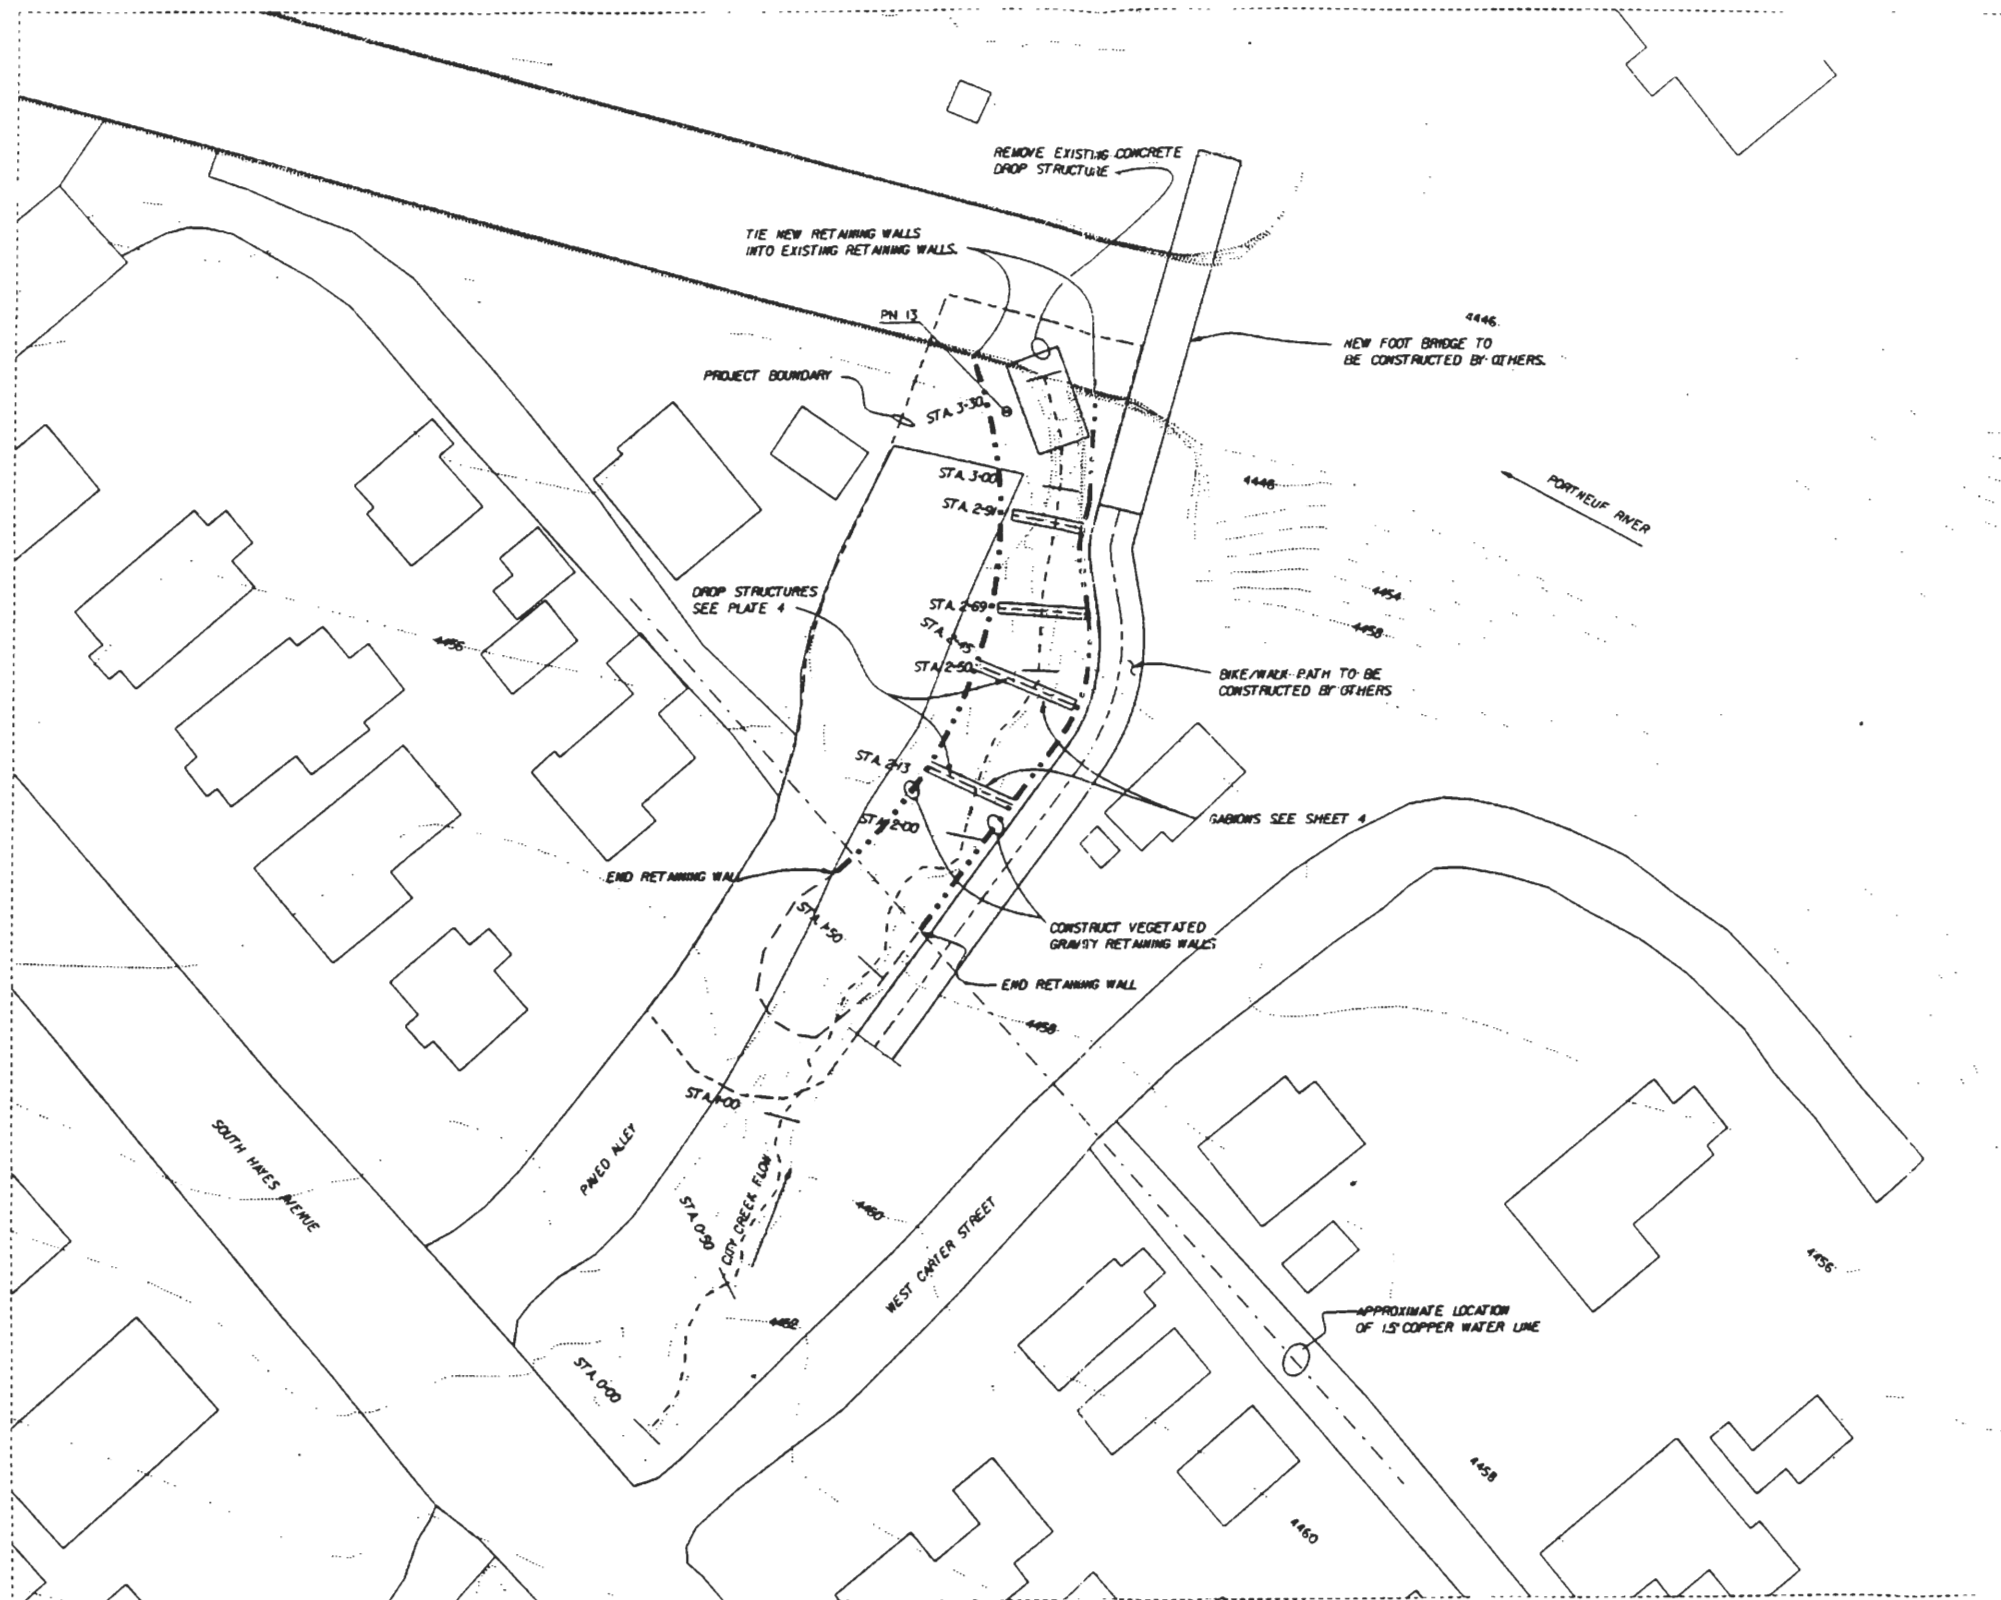 REMOVE EXISTING CONCRETE
DROP STRUCTURE
TIE NEW RETAINING WALLS
INTO EXISTING RETAINING WALLS.
PN 13
4446
NEW FOOT BRIDGE TO
BE CONSTRUCTED BY OTHERS.
PROJECT BOUNDARY
STA. 3+30
STA. 3+00
4448
PORTNEUF RIVER
STA. 2+91
DROP STRUCTURES
SEE PLATE 4
4454
STA. 2+69
4458
4456
STA. 2+50
BIKE/WALK PATH TO BE
CONSTRUCTED BY OTHERS
STA. 2+13
GABIONS SEE SHEET 4
STA. 2+00
END RETAINING WALL
STA. 1+50
CONSTRUCT VEGETATED
GRAVITY RETAINING WALLS
END RETAINING WALL
4458
STA. 1+00
SOUTH HAYES AVENUE
PAVED ALLEY
CITY CREEK FLOW
STA. 0+50
4460
WEST CARTER STREET
4456
4462
APPROXIMATE LOCATION
OF 1.5" COPPER WATER LINE
STA. 0+00
4458
4460